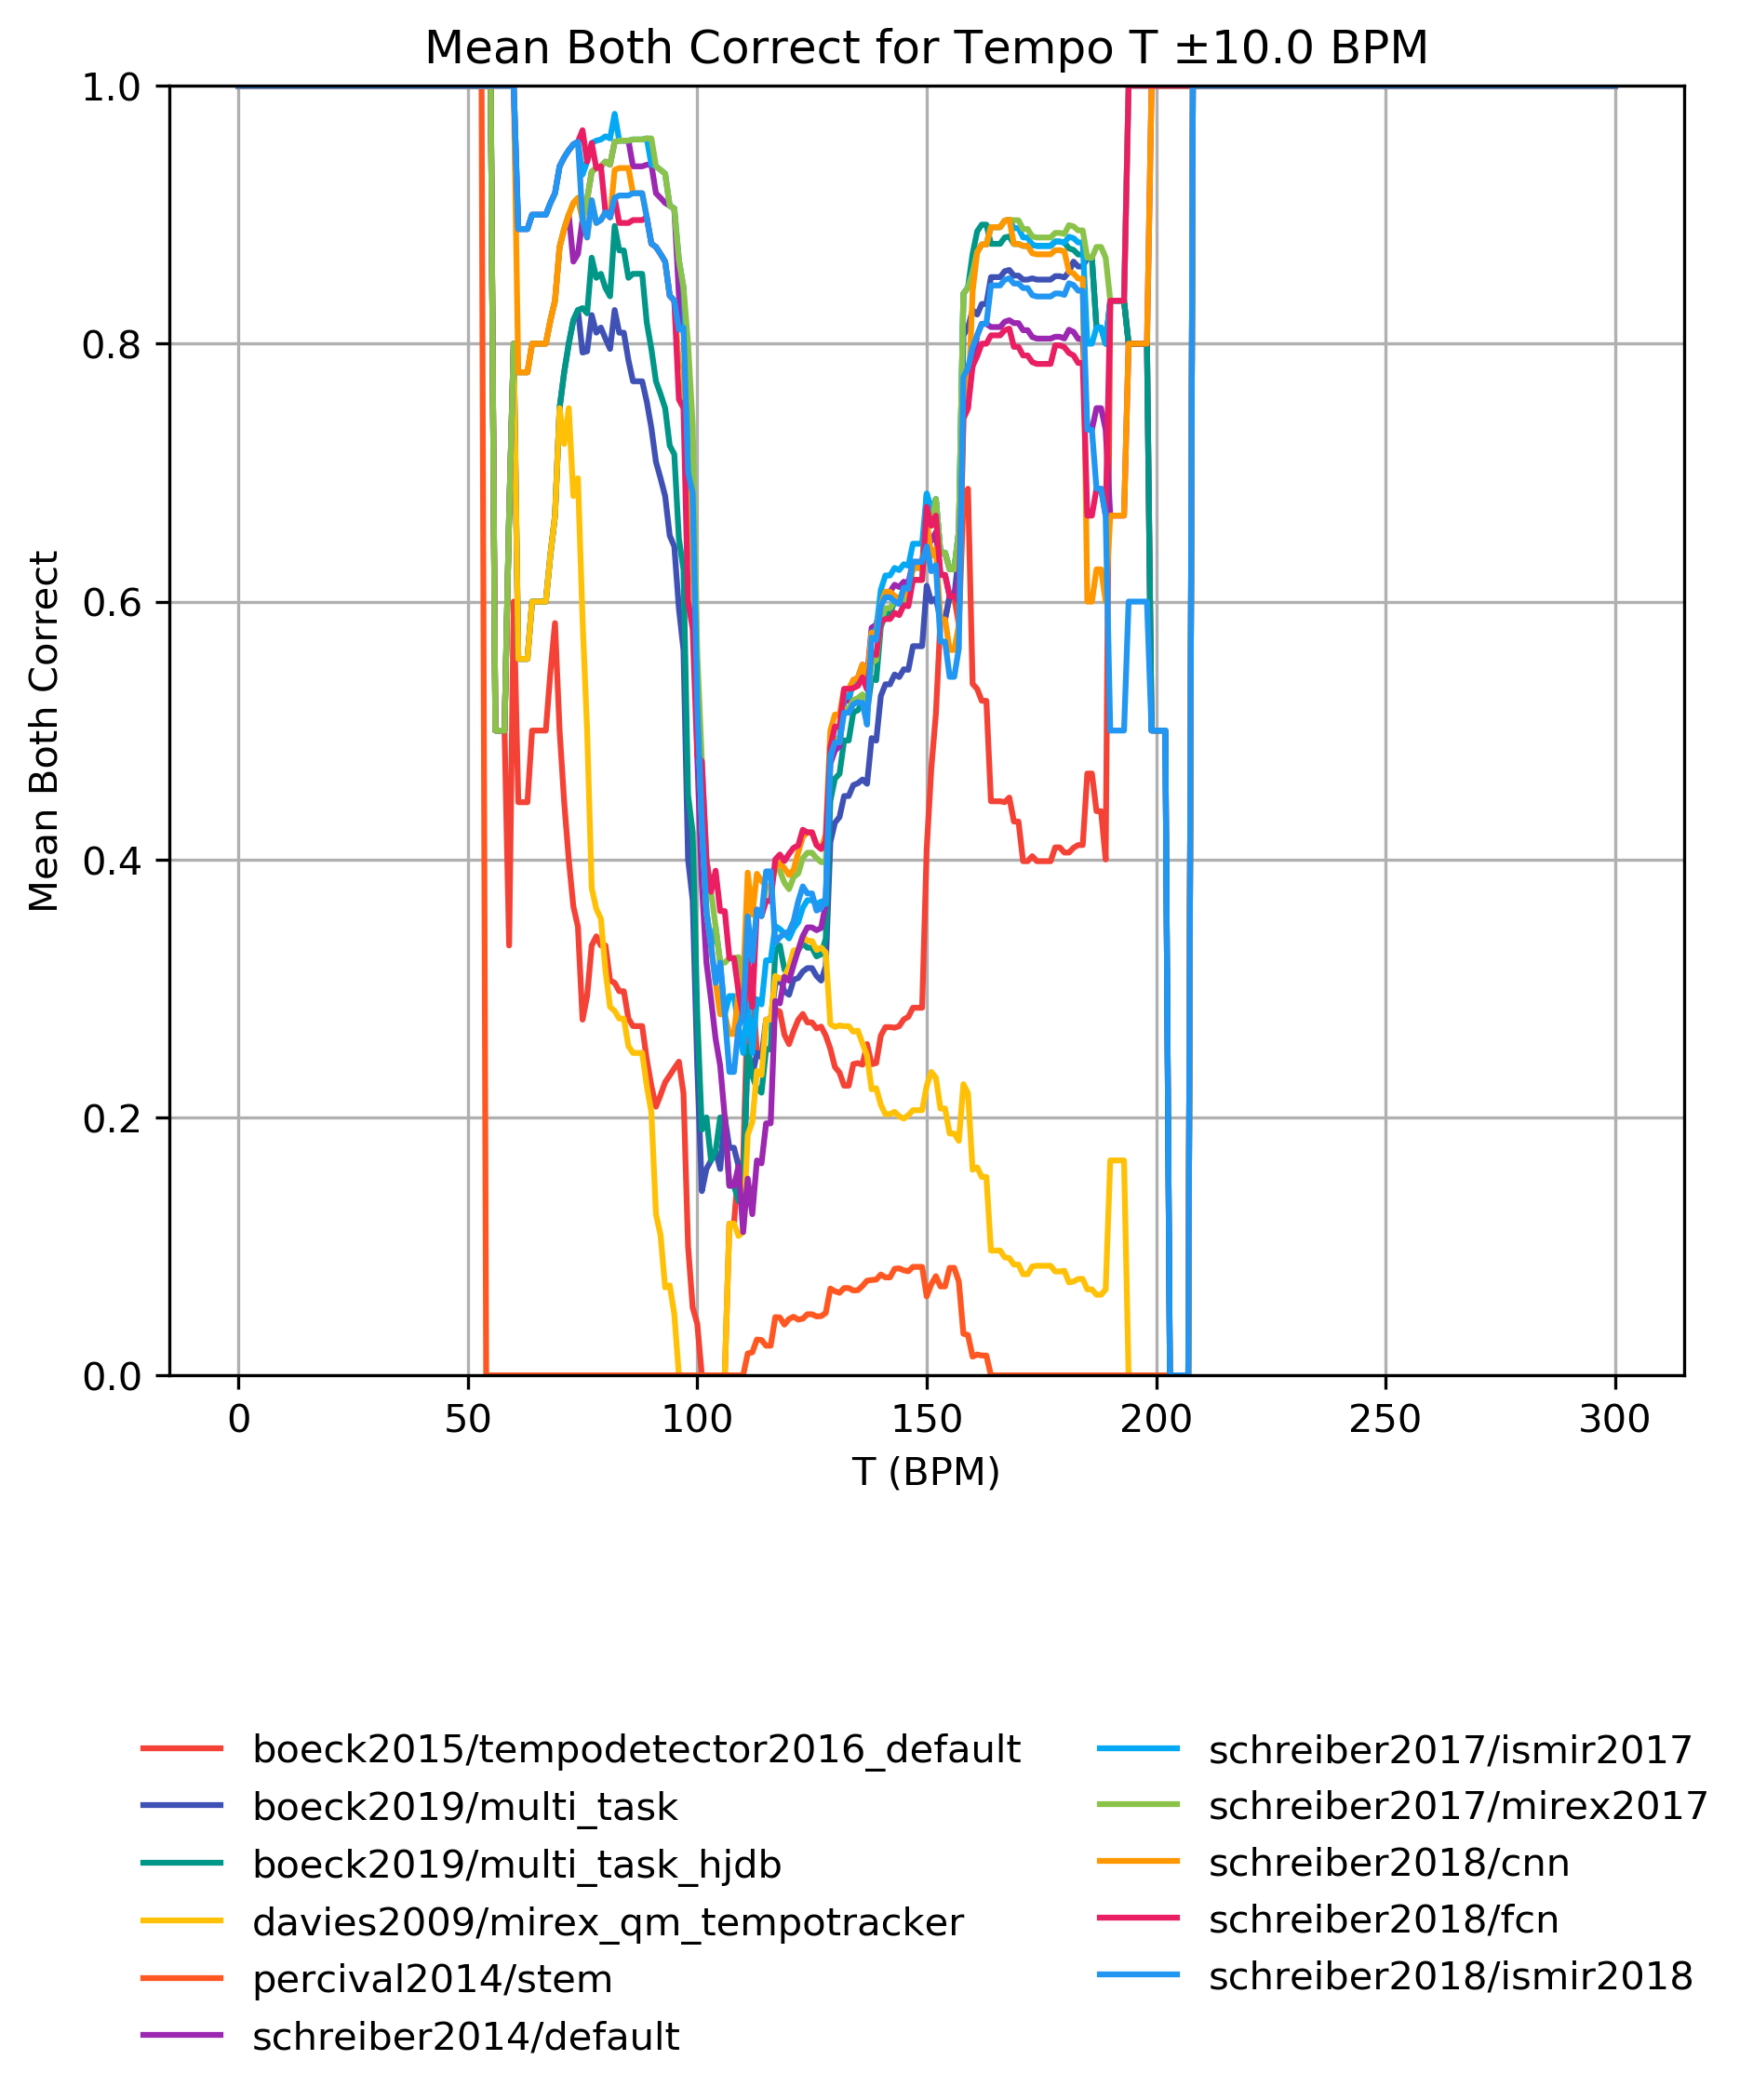 Mean Both Correct for Tempo T ±10.0 BPM
1.0
0.8
0.6
0.4
0.2
0.0
Mean Both Correct
0 50 100 150 200 250 300
T (BPM)
boeck2015/tempodetector2016_default
boeck2019/multi_task
boeck2019/multi_task_hjdb
davies2009/mirex_qm_tempotracker
percival2014/stem
schreiber2014/default
schreiber2017/ismir2017
schreiber2017/mirex2017
schreiber2018/cnn
schreiber2018/fcn
schreiber2018/ismir2018